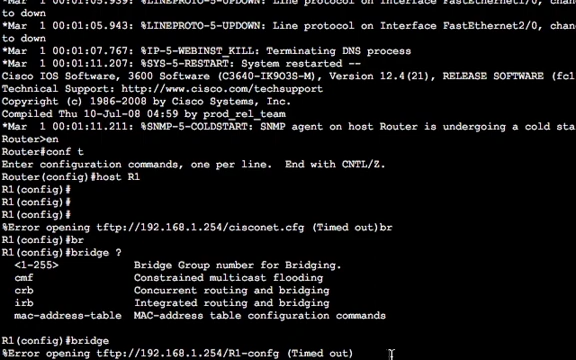 *Mar  1 00:01:05.939: %LINEPROTO-5-UPDOWN: Line protocol on Interface FastEthernet1/0, chan
to down
*Mar  1 00:01:05.943: %LINEPROTO-5-UPDOWN: Line protocol on Interface FastEthernet2/0, chan
to down
*Mar  1 00:01:07.767: %IP-5-WEBINST_KILL: Terminating DNS process
*Mar  1 00:01:11.207: %SYS-5-RESTART: System restarted --
Cisco IOS Software, 3600 Software (C3640-IK9O3S-M), Version 12.4(21), RELEASE SOFTWARE (fc1
Technical Support: http://www.cisco.com/techsupport
Copyright (c) 1986-2008 by Cisco Systems, Inc.
Compiled Thu 10-Jul-08 04:59 by prod_rel_team
*Mar  1 00:01:11.211: %SNMP-5-COLDSTART: SNMP agent on host Router is undergoing a cold sta
Router>en
Router#conf t
Enter configuration commands, one per line.  End with CNTL/Z.
Router(config)#host R1
R1(config)#
R1(config)#
R1(config)#
%Error opening tftp://192.168.1.254/cisconet.cfg (Timed out)br
R1(config)#br
R1(config)#bridge ?
<1-255>            Bridge Group number for Bridging.
cmf                Constrained multicast flooding
crb                Concurrent routing and bridging
irb                Integrated routing and bridging
mac-address-table  MAC-address table configuration commands
R1(config)#bridge
%Error opening tftp://192.168.1.254/R1-confg (Timed out)